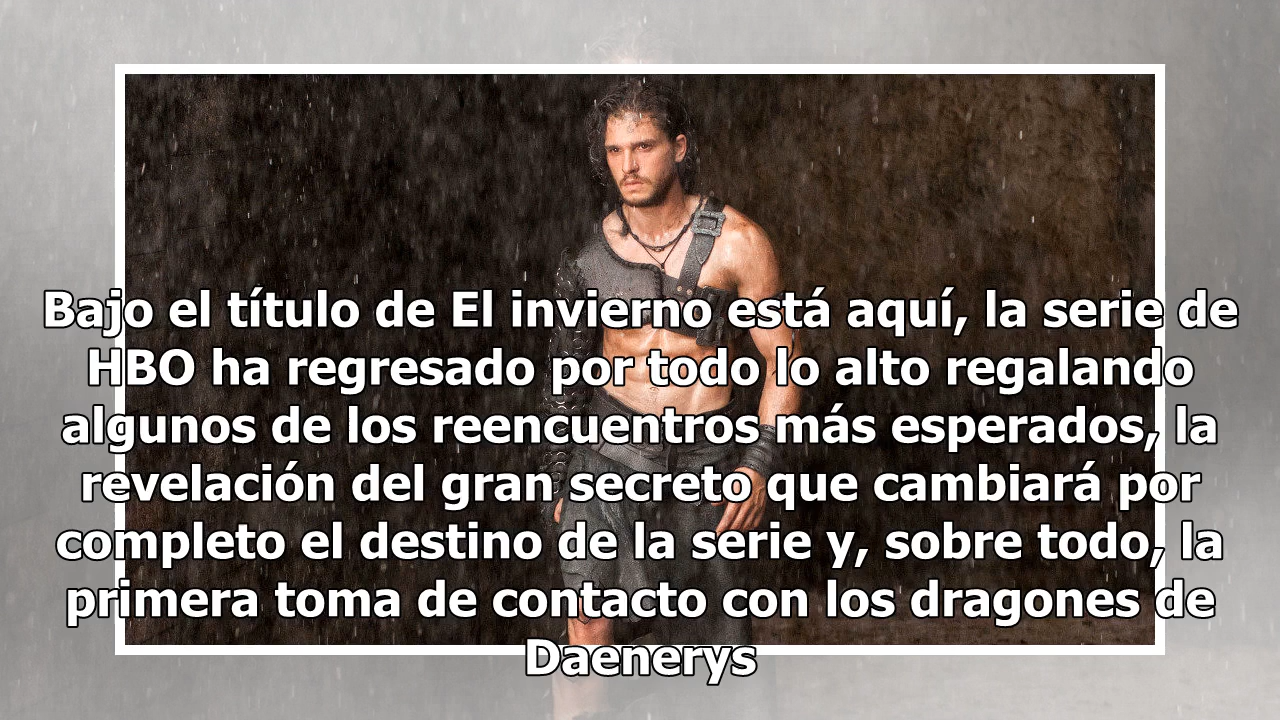 Bajo el título de El invierno está aquí, la serie de
HBO ha regresado por todo lo alto regalando
algunos de los reencuentros más esperados, la
revelación del gran secreto que cambiará por
completo el destino de la serie y, sobre todo, la
primera toma de contacto con los dragones de
Daenerys